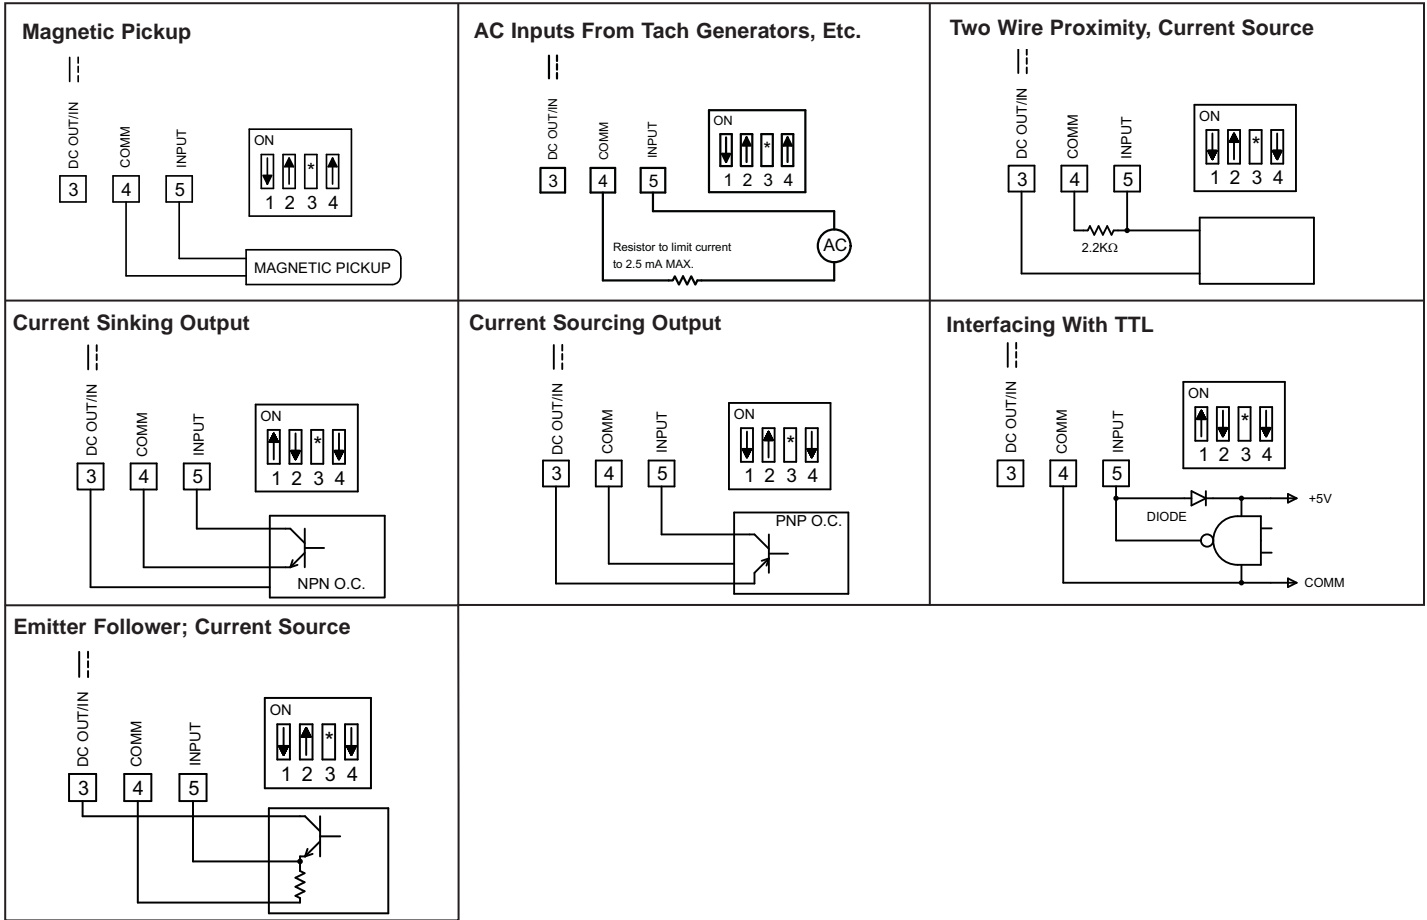 Magnetic Pickup
DC OUT/IN
COMM
INPUT
3
4
5
ON
*
1 2 3 4
MAGNETIC PICKUP
AC Inputs From Tach Generators, Etc.
DC OUT/IN
COMM
INPUT
3
4
5
ON
*
1 2 3 4
Resistor to limit current
to 2.5 mA MAX.
AC
Two Wire Proximity, Current Source
DC OUT/IN
COMM
INPUT
3
4
5
ON
*
1 2 3 4
2.2KΩ
Current Sinking Output
DC OUT/IN
COMM
INPUT
3
4
5
ON
*
1 2 3 4
NPN O.C.
Current Sourcing Output
DC OUT/IN
COMM
INPUT
3
4
5
ON
*
1 2 3 4
PNP O.C.
Interfacing With TTL
DC OUT/IN
COMM
INPUT
3
4
5
ON
*
1 2 3 4
DIODE
+5V
COMM
Emitter Follower; Current Source
DC OUT/IN
COMM
INPUT
3
4
5
ON
*
1 2 3 4